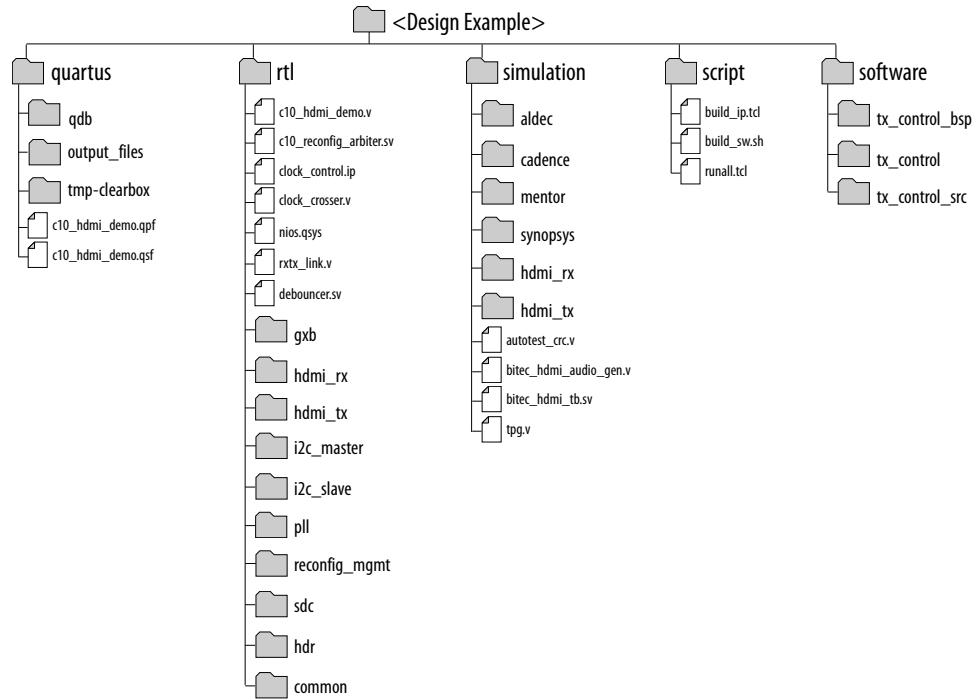 <Design Example>
quartus
qdb
output_files
tmp-clearbox
c10_hdmi_demo.qpf
c10_hdmi_demo.qsf
rtl
c10_hdmi_demo.v
c10_reconfig_arbiter.sv
clock_control.ip
clock_crosser.v
nios.qsys
rxtx_link.v
debouncer.sv
gxb
hdmi_rx
hdmi_tx
i2c_master
i2c_slave
pll
reconfig_mgmt
sdc
hdr
common
simulation
aldec
cadence
mentor
synopsys
hdmi_rx
hdmi_tx
autotest_crc.v
bitec_hdmi_audio_gen.v
bitec_hdmi_tb.sv
tpg.v
script
build_ip.tcl
build_sw.sh
runall.tcl
software
tx_control_bsp
tx_control
tx_control_src